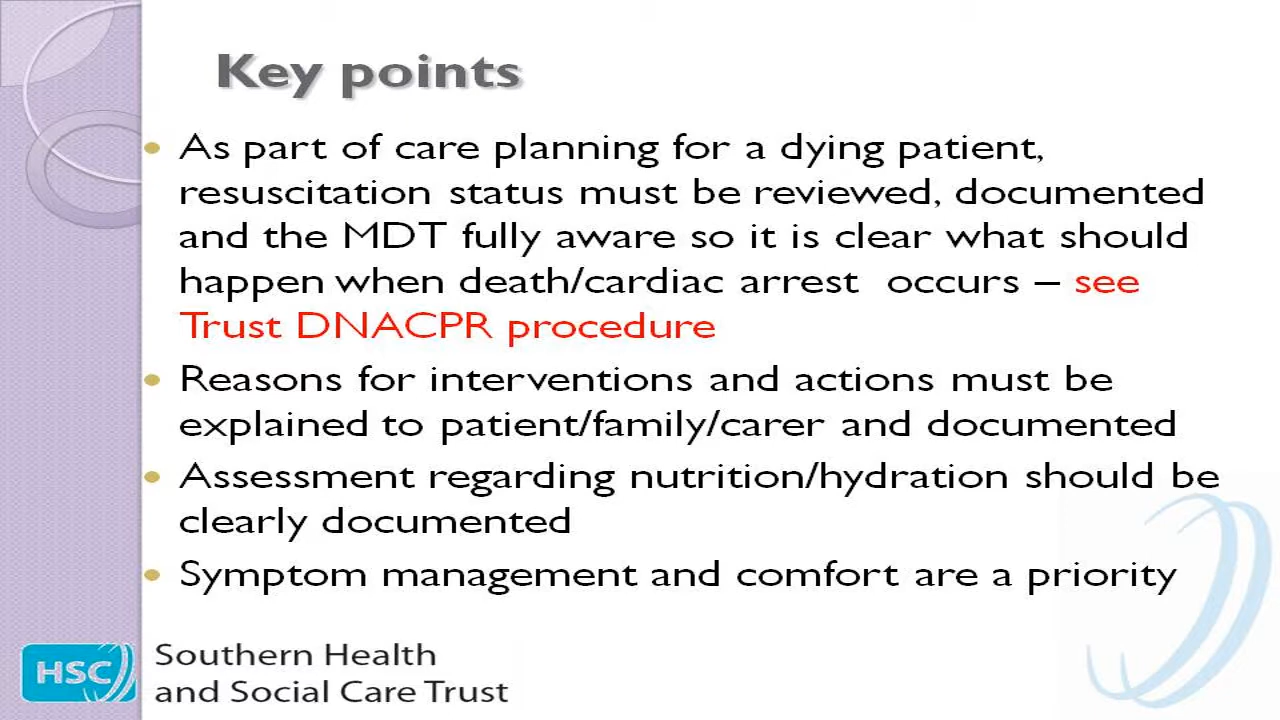 Key points
• As part of care planning for a dying patient,
resuscitation status must be reviewed, documented
and the MDT fully aware so it is clear what should
happen when death/cardiac arrest  occurs – see
Trust DNACPR procedure
• Reasons for interventions and actions must be
explained to patient/family/carer and documented
• Assessment regarding nutrition/hydration should be
clearly documented
• Symptom management and comfort are a priority
HSC
Southern Health
and Social Care Trust